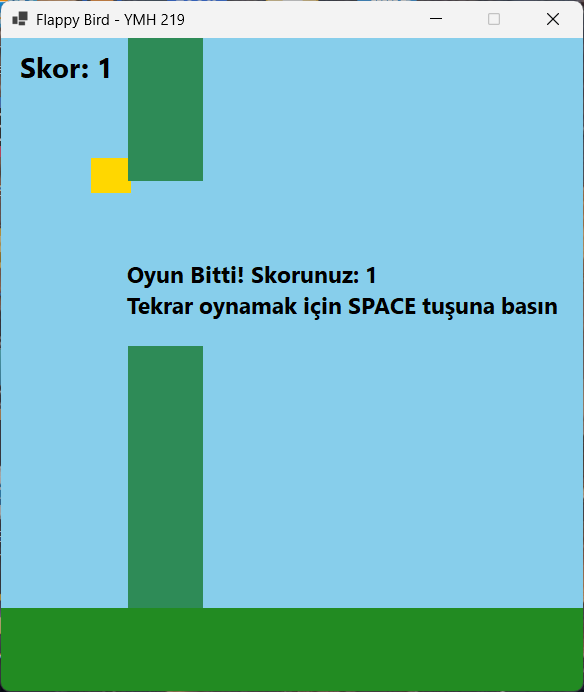 Flappy Bird - YMH 219
Skor: 1
Oyun Bitti! Skorunuz: 1
Tekrar oynamak için SPACE tuşuna basın